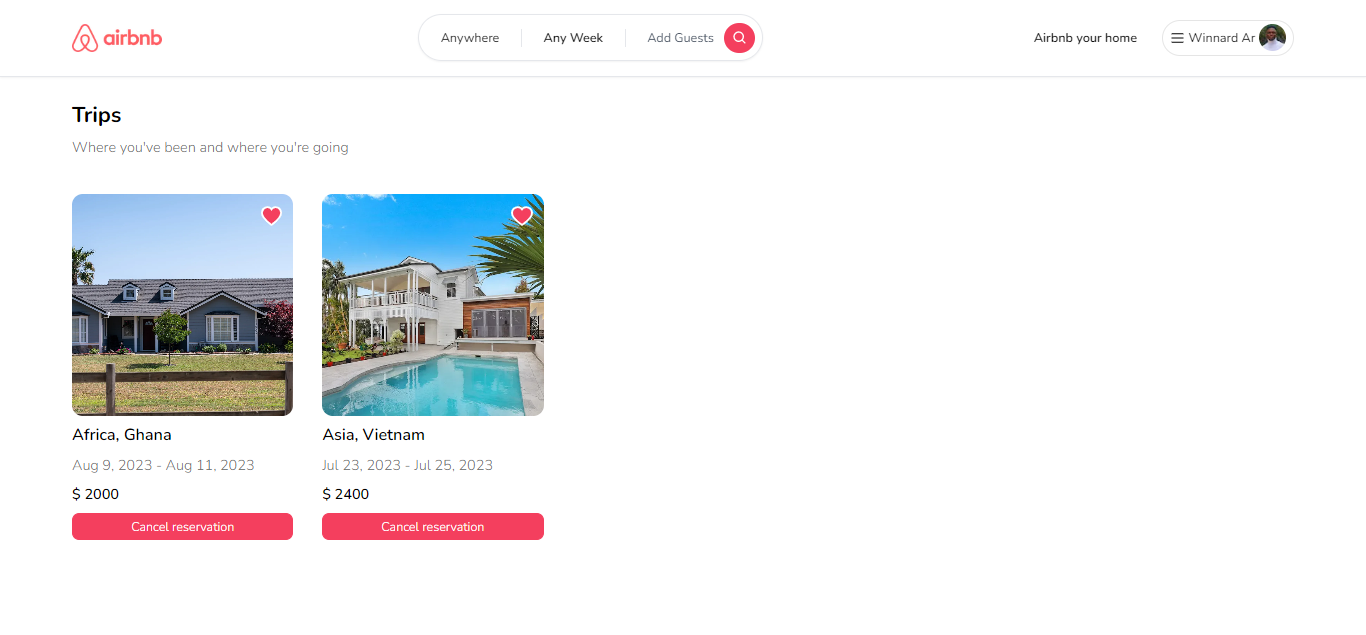 airbnb
Anywhere
Any Week
Add Guests
Airbnb your home
Winnard Ar
Trips
Where you've been and where you're going
Africa, Ghana
Aug 9, 2023 - Aug 11, 2023
$ 2000
Cancel reservation
Asia, Vietnam
Jul 23, 2023 - Jul 25, 2023
$ 2400
Cancel reservation